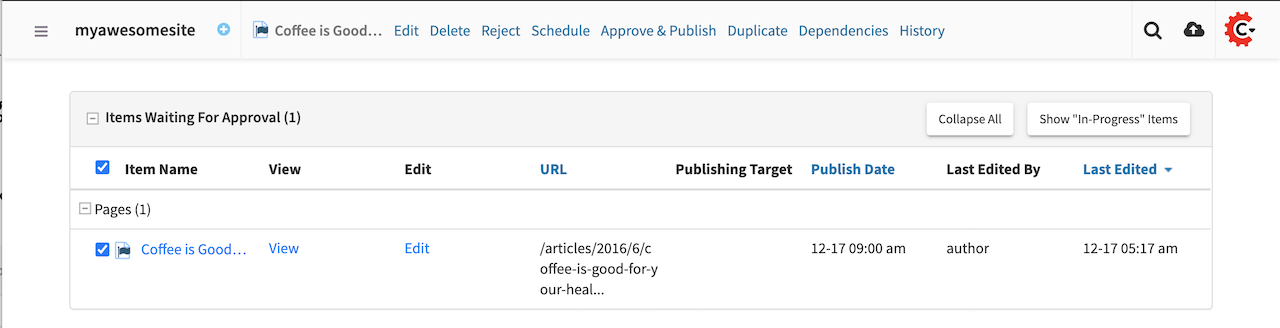 myawesomesite Coffee is Good... Edit Delete Reject Schedule Approve & Publish Duplicate Dependencies History C
Items Waiting For Approval (1) Collapse All Show "In-Progress" Items
Item Name View Edit URL Publishing Target Publish Date Last Edited By Last Edited
Pages (1)
Coffee is Good... View Edit /articles/2016/6/c 12-17 09:00 am author 12-17 05:17 am
offee-is-good-for-y
our-heal...